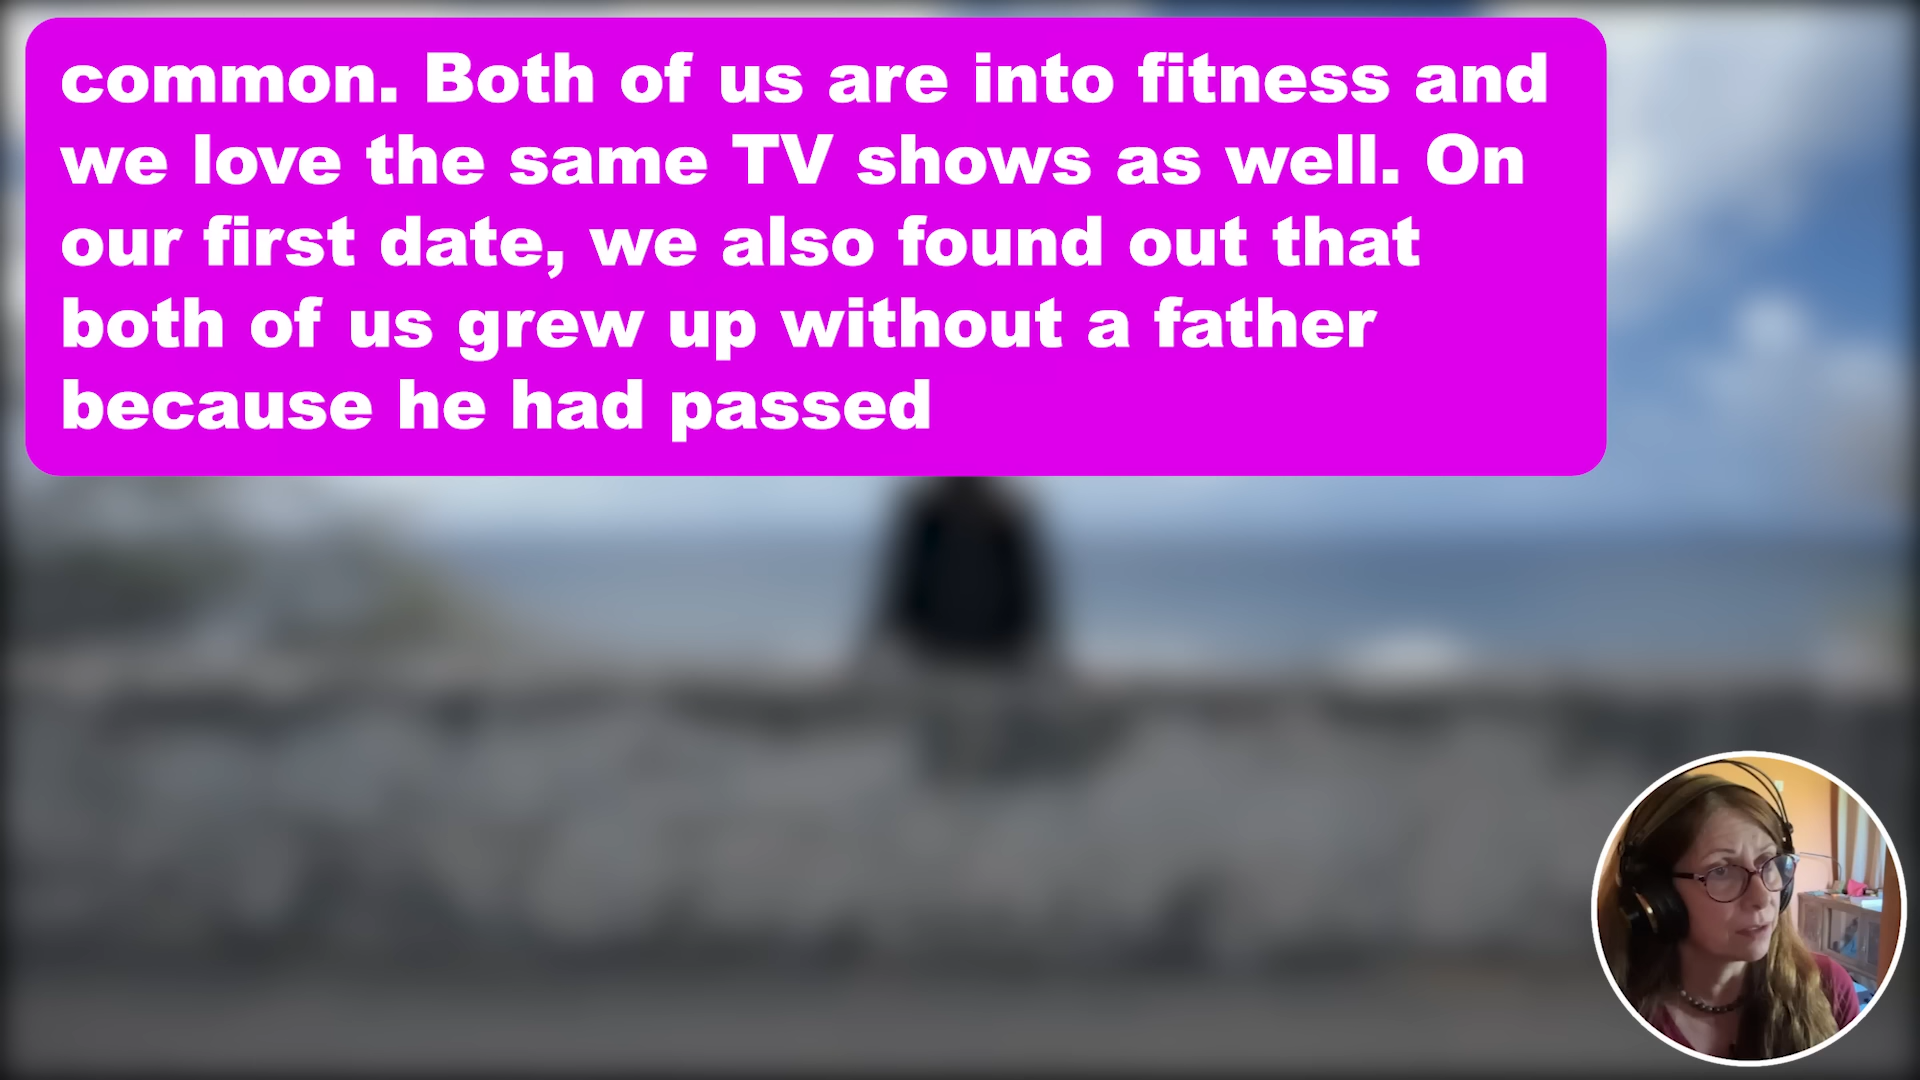 common. Both of us are into fitness and
we love the same TV shows as well. On
our first date, we also found out that
both of us grew up without a father
because he had passed